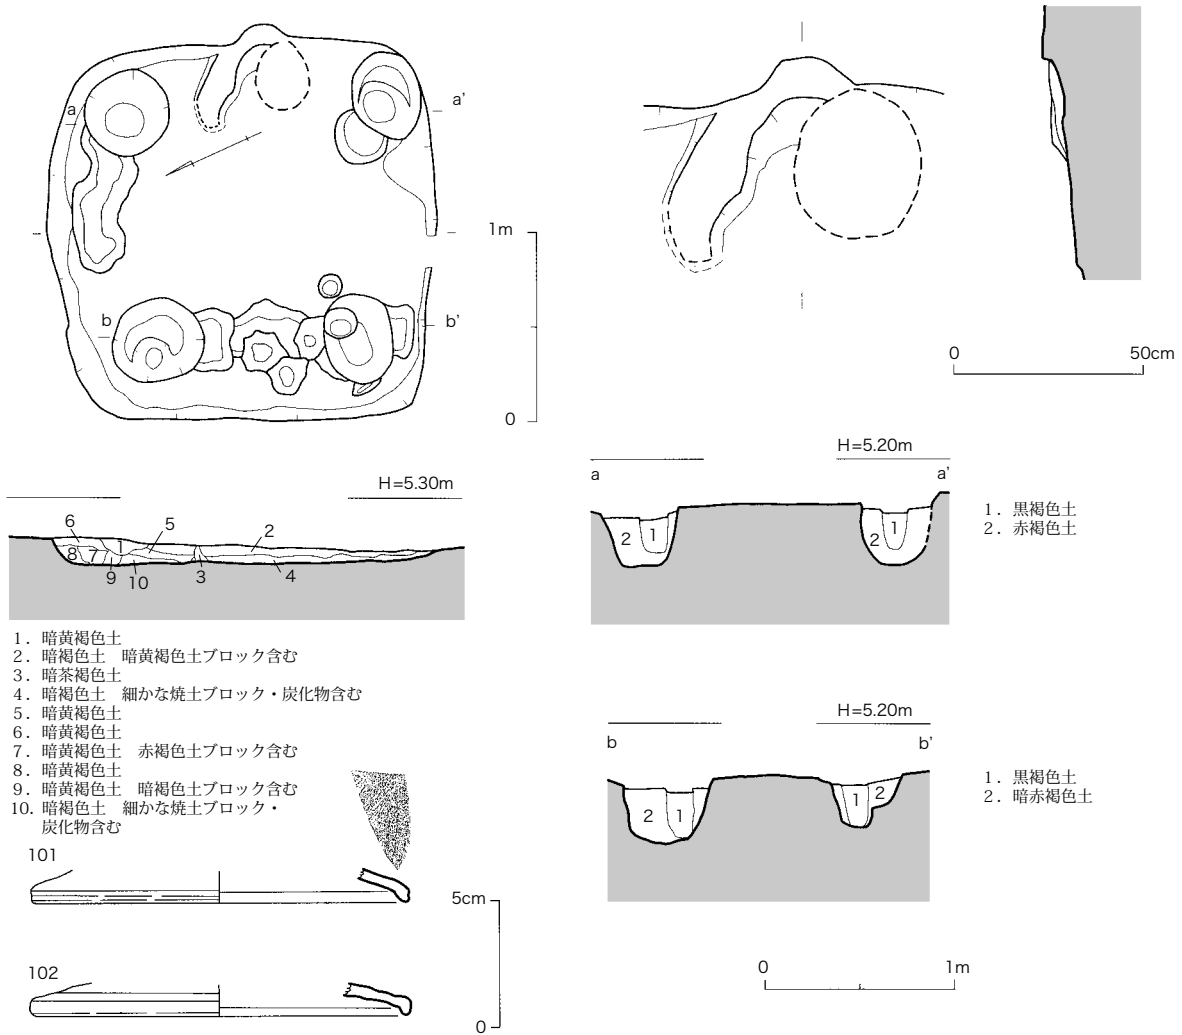 a
a'
b
b'
1m
0
0
50cm
H=5.30m
6
5
2
8
7
1
9
10
3
4
1. 暗黄褐色土
2. 暗褐色土 暗黄褐色土ブロック含む
3. 暗茶褐色土
4. 暗褐色土 細かな焼土ブロック・炭化物含む
5. 暗黄褐色土
6. 暗黄褐色土
7. 暗黄褐色土 赤褐色土ブロック含む
8. 暗黄褐色土
9. 暗黄褐色土 暗褐色土ブロック含む
10. 暗褐色土 細かな焼土ブロック・
炭化物含む
H=5.20m
a
a'
2
1
1
2
1. 黒褐色土
2. 赤褐色土
H=5.20m
b
b'
2
1
1
2
1. 黒褐色土
2. 暗赤褐色土
101
102
5cm
0
0
1m